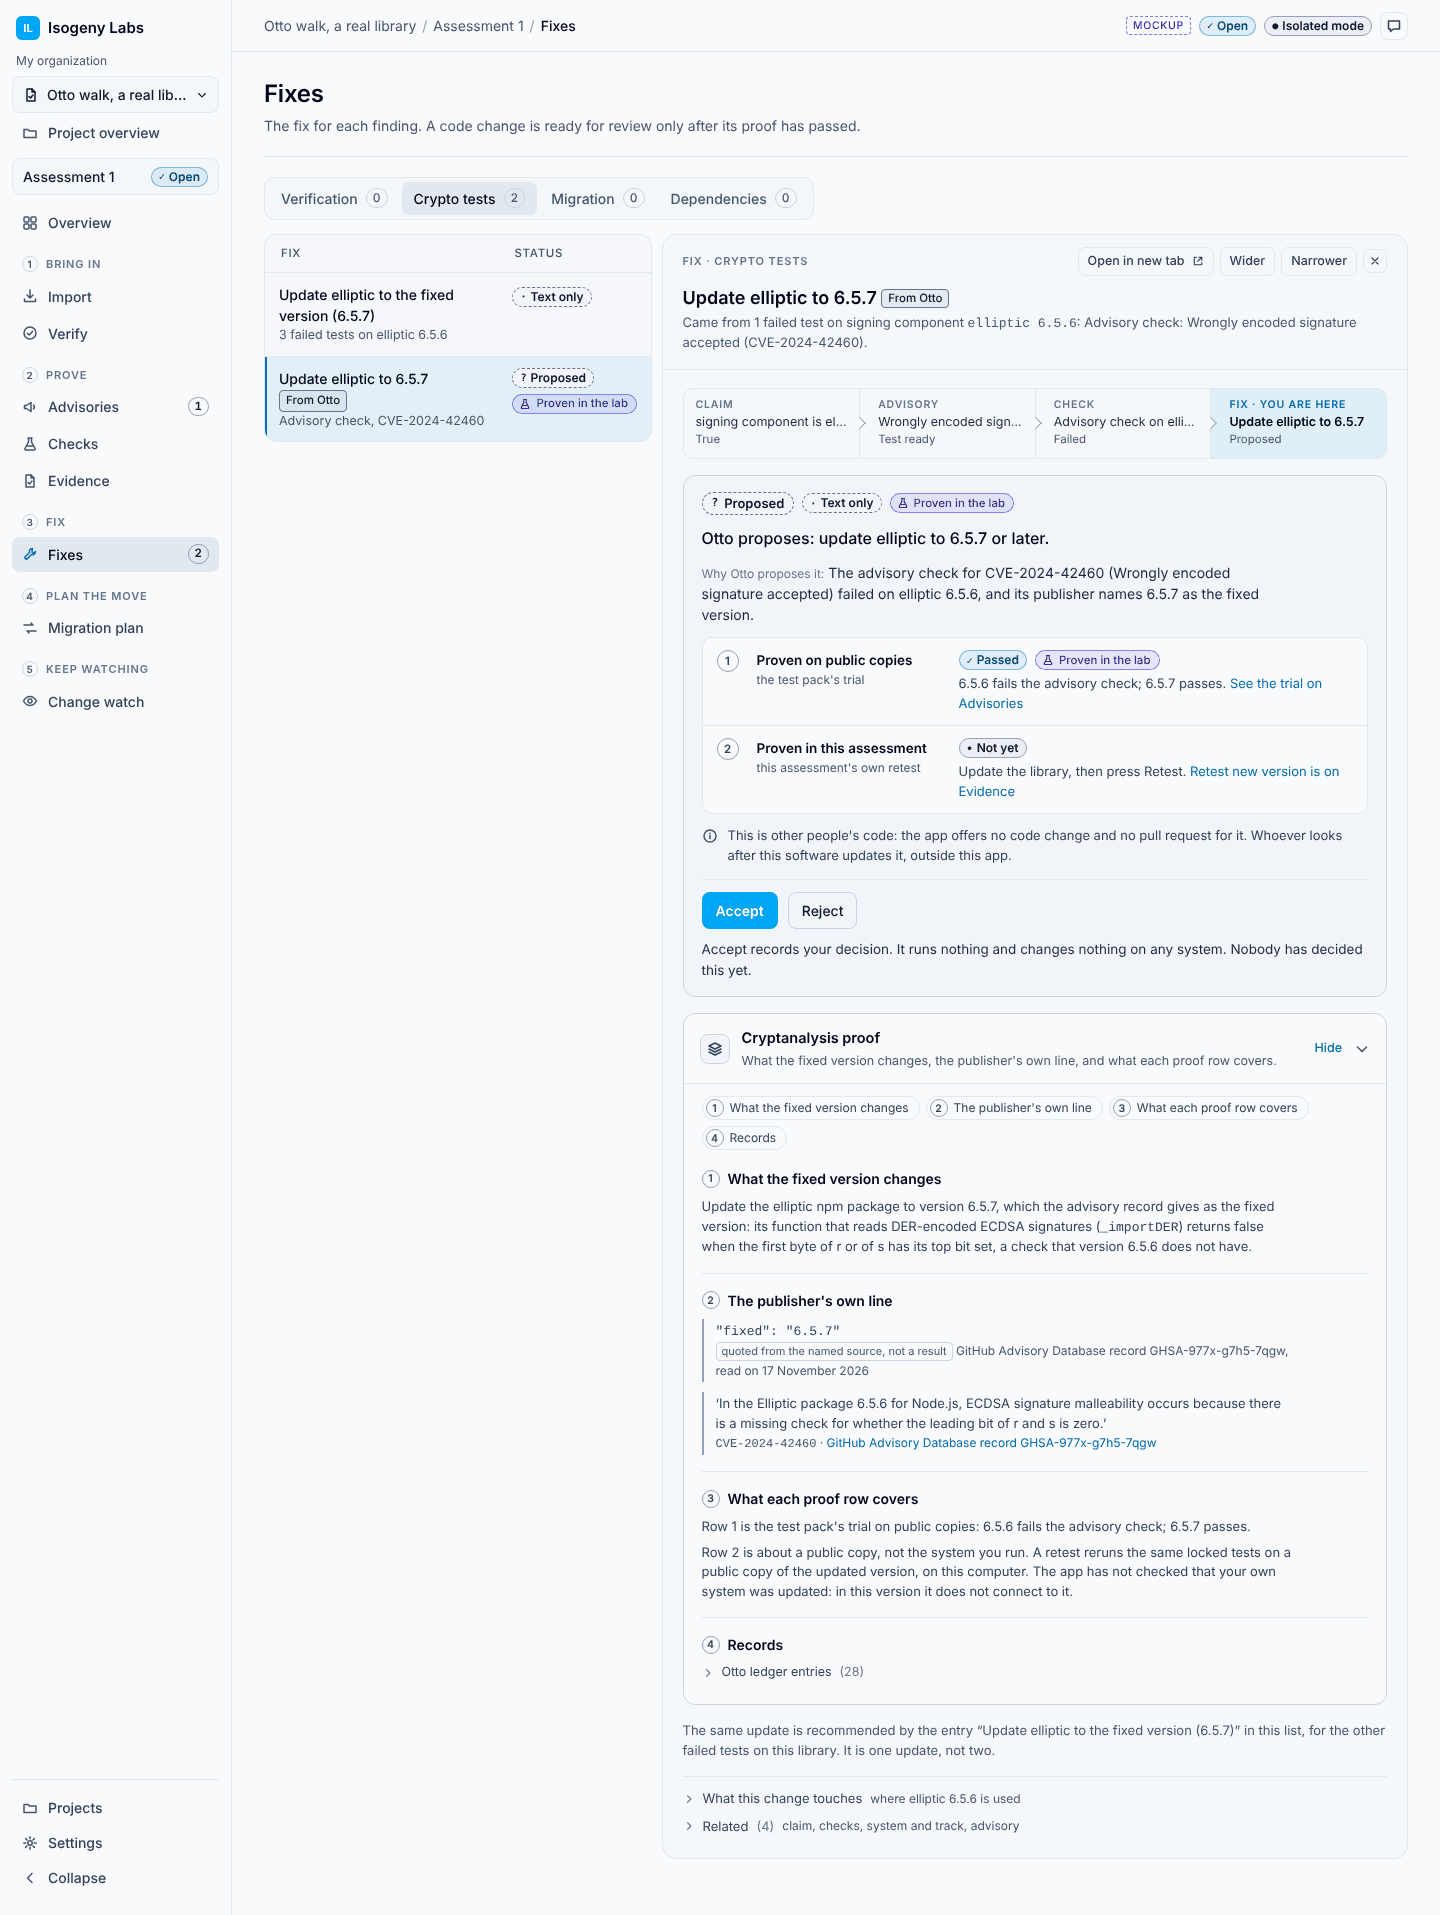 IL Isogeny Labs
My organization
Otto walk, a real lib...
Project overview
Assessment 1 ✓ Open
Overview
1 BRING IN
Import
Verify
2 PROVE
Advisories 1
Checks
Evidence
3 FIX
Fixes 2
4 PLAN THE MOVE
Migration plan
5 KEEP WATCHING
Change watch
Projects
Settings
Collapse
Otto walk, a real library / Assessment 1 / Fixes
MOCKUP ✓ Open • Isolated mode
Fixes
The fix for each finding. A code change is ready for review only after its proof has passed.
Verification 0 Crypto tests 2 Migration 0 Dependencies 0
FIX STATUS
Update elliptic to the fixed
version (6.5.7)
3 failed tests on elliptic 6.5.6
· Text only
Update elliptic to 6.5.7
From Otto
Advisory check, CVE-2024-42460
? Proposed
Proven in the lab
FIX · CRYPTO TESTS
Open in new tab Wider Narrower ×
Update elliptic to 6.5.7 From Otto
Came from 1 failed test on signing component elliptic 6.5.6: Advisory check: Wrongly encoded signature
accepted (CVE-2024-42460).
CLAIM
signing component is el...
True
ADVISORY
Wrongly encoded sign...
Test ready
CHECK
Advisory check on elli...
Failed
FIX · YOU ARE HERE
Update elliptic to 6.5.7
Proposed
? Proposed · Text only Proven in the lab
Otto proposes: update elliptic to 6.5.7 or later.
Why Otto proposes it: The advisory check for CVE-2024-42460 (Wrongly encoded
signature accepted) failed on elliptic 6.5.6, and its publisher names 6.5.7 as the fixed
version.
1 Proven on public copies
the test pack's trial
✓ Passed Proven in the lab
6.5.6 fails the advisory check; 6.5.7 passes. See the trial on
Advisories
2 Proven in this assessment
this assessment's own retest
• Not yet
Update the library, then press Retest. Retest new version is on
Evidence
This is other people's code: the app offers no code change and no pull request for it. Whoever looks
after this software updates it, outside this app.
Accept Reject
Accept records your decision. It runs nothing and changes nothing on any system. Nobody has decided
this yet.
Cryptanalysis proof
What the fixed version changes, the publisher's own line, and what each proof row covers.
Hide
1 What the fixed version changes 2 The publisher's own line 3 What each proof row covers
4 Records
1 What the fixed version changes
Update the elliptic npm package to version 6.5.7, which the advisory record gives as the fixed
version: its function that reads DER-encoded ECDSA signatures (_importDER) returns false
when the first byte of r or of s has its top bit set, a check that version 6.5.6 does not have.
2 The publisher's own line
"fixed": "6.5.7"
quoted from the named source, not a result GitHub Advisory Database record GHSA-977x-g7h5-7qgw,
read on 17 November 2026
‘In the Elliptic package 6.5.6 for Node.js, ECDSA signature malleability occurs because there
is a missing check for whether the leading bit of r and s is zero.’
CVE-2024-42460 · GitHub Advisory Database record GHSA-977x-g7h5-7qgw
3 What each proof row covers
Row 1 is the test pack's trial on public copies: 6.5.6 fails the advisory check; 6.5.7 passes.
Row 2 is about a public copy, not the system you run. A retest reruns the same locked tests on a
public copy of the updated version, on this computer. The app has not checked that your own
system was updated: in this version it does not connect to it.
4 Records
Otto ledger entries (28)
The same update is recommended by the entry “Update elliptic to the fixed version (6.5.7)” in this list, for the other
failed tests on this library. It is one update, not two.
What this change touches where elliptic 6.5.6 is used
Related (4) claim, checks, system and track, advisory